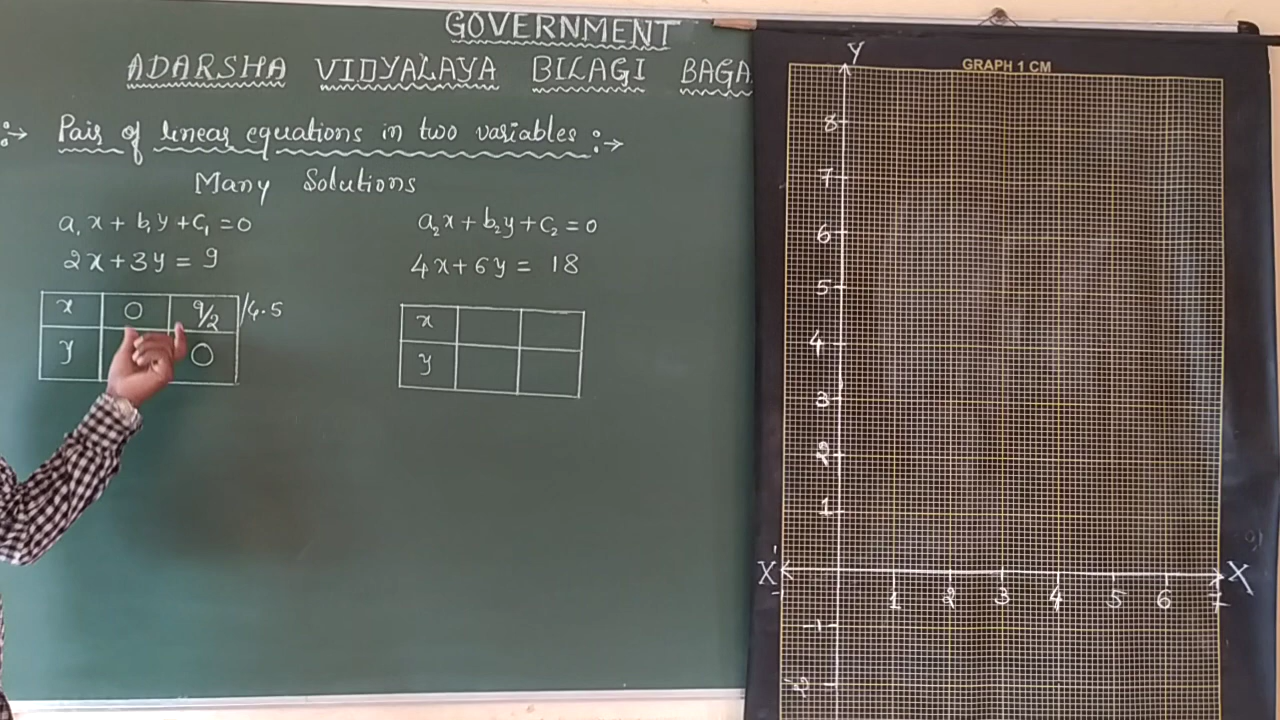 GOVERNMENT
ADARSHA VIDYALAYA BILAGI BAGA
:→ Pair of linear equations in two variables :→
Many Solutions
a₁x + b₁y + c₁ = 0
a₂x + b₂y + c₂ = 0
2x + 3y = 9
4x + 6y = 18
x 0 9/2 /4.5
y 0
x
y
GRAPH 1 CM
Y
8
7
6
5
4
3
2
1
X' X
1 2 3 4 5 6 7
-1
-2